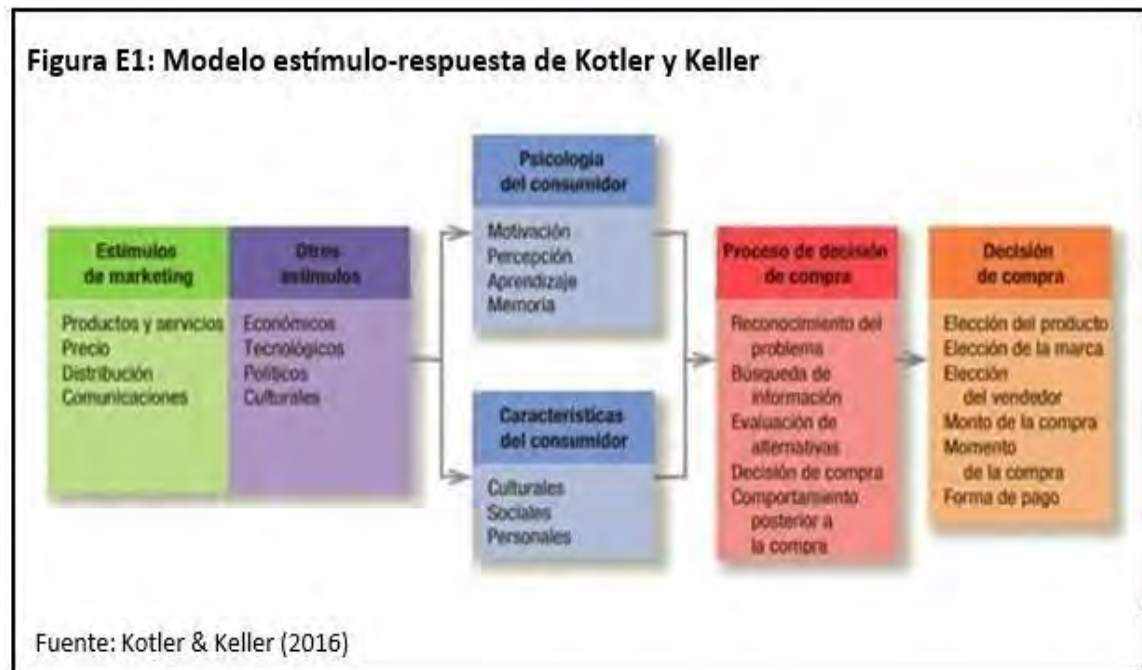 Figura E1: Modelo estímulo-respuesta de Kotler y Keller
Estímulos
de marketing
Productos y servicios
Precio
Distribución
Comunicaciones
Otros
estímulos
Económicos
Tecnológicos
Políticos
Culturales
Psicología
del consumidor
Motivación
Percepción
Aprendizaje
Memoria
Características
del consumidor
Culturales
Sociales
Personales
Proceso de decisión
de compra
Reconocimiento del
problema
Búsqueda de
información
Evaluación de
alternativas
Decisión de compra
Comportamiento
posterior a
la compra
Decisión
de compra
Elección del producto
Elección de la marca
Elección
del vendedor
Monto de la compra
Momento
de la compra
Forma de pago
Fuente: Kotler & Keller (2016)